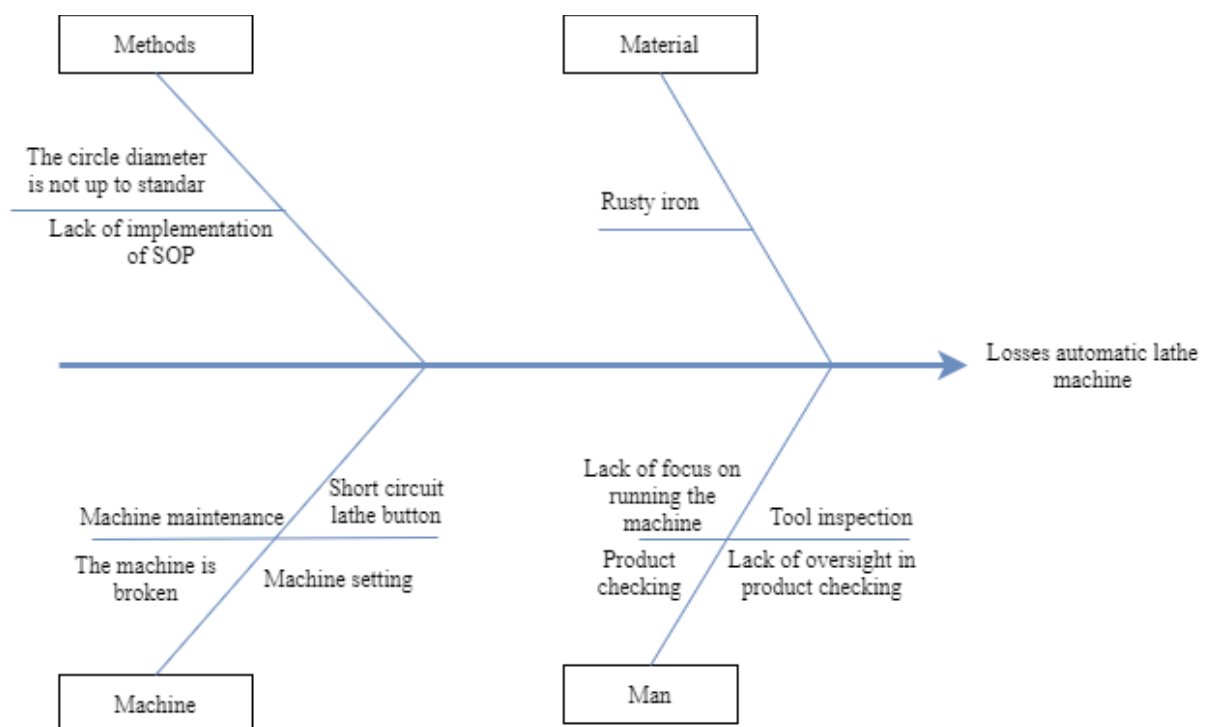 Methods
Material
The circle diameter
is not up to standar
Lack of implementation
of SOP
Rusty iron
Losses automatic lathe
machine
Machine maintenance
Short circuit
lathe button
The machine is
broken
Machine setting
Lack of focus on
running the
machine
Tool inspection
Product
checking
Lack of oversight in
product checking
Machine
Man